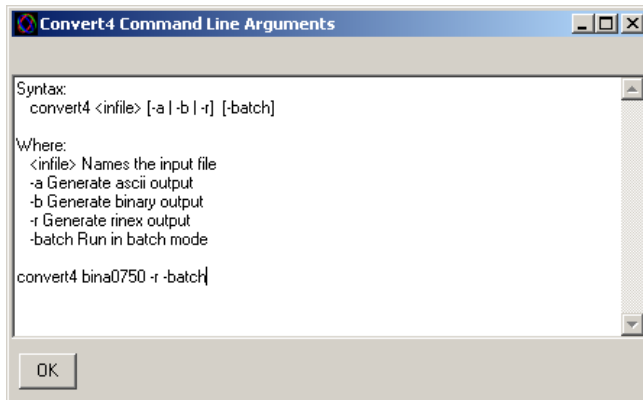 Convert4 Command Line Arguments
Syntax:
convert4 <infile> [-a | -b | -r] [-batch]
Where:
<infile> Names the input file
-a Generate ascii output
-b Generate binary output
-r Generate rinex output
-batch Run in batch mode
convert4 bina0750 -r -batch
OK